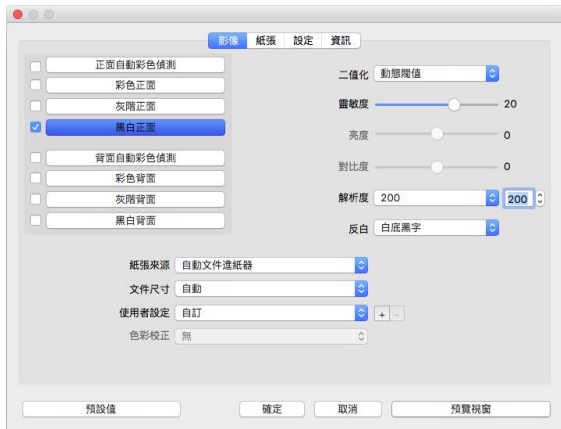 影像 紙張 設定 資訊
正面自動彩色偵測
彩色正面
灰階正面
黑白正面
背面自動彩色偵測
彩色背面
灰階背面
黑白背面
二值化 動態閥值
靈敏度 20
亮度 0
對比度 0
解析度 200 200
反白 白底黑字
紙張來源 自動文件進紙器
文件尺寸 自動
使用者設定 自訂 + -
色彩校正 無
預設值 確定 取消 預覽視窗